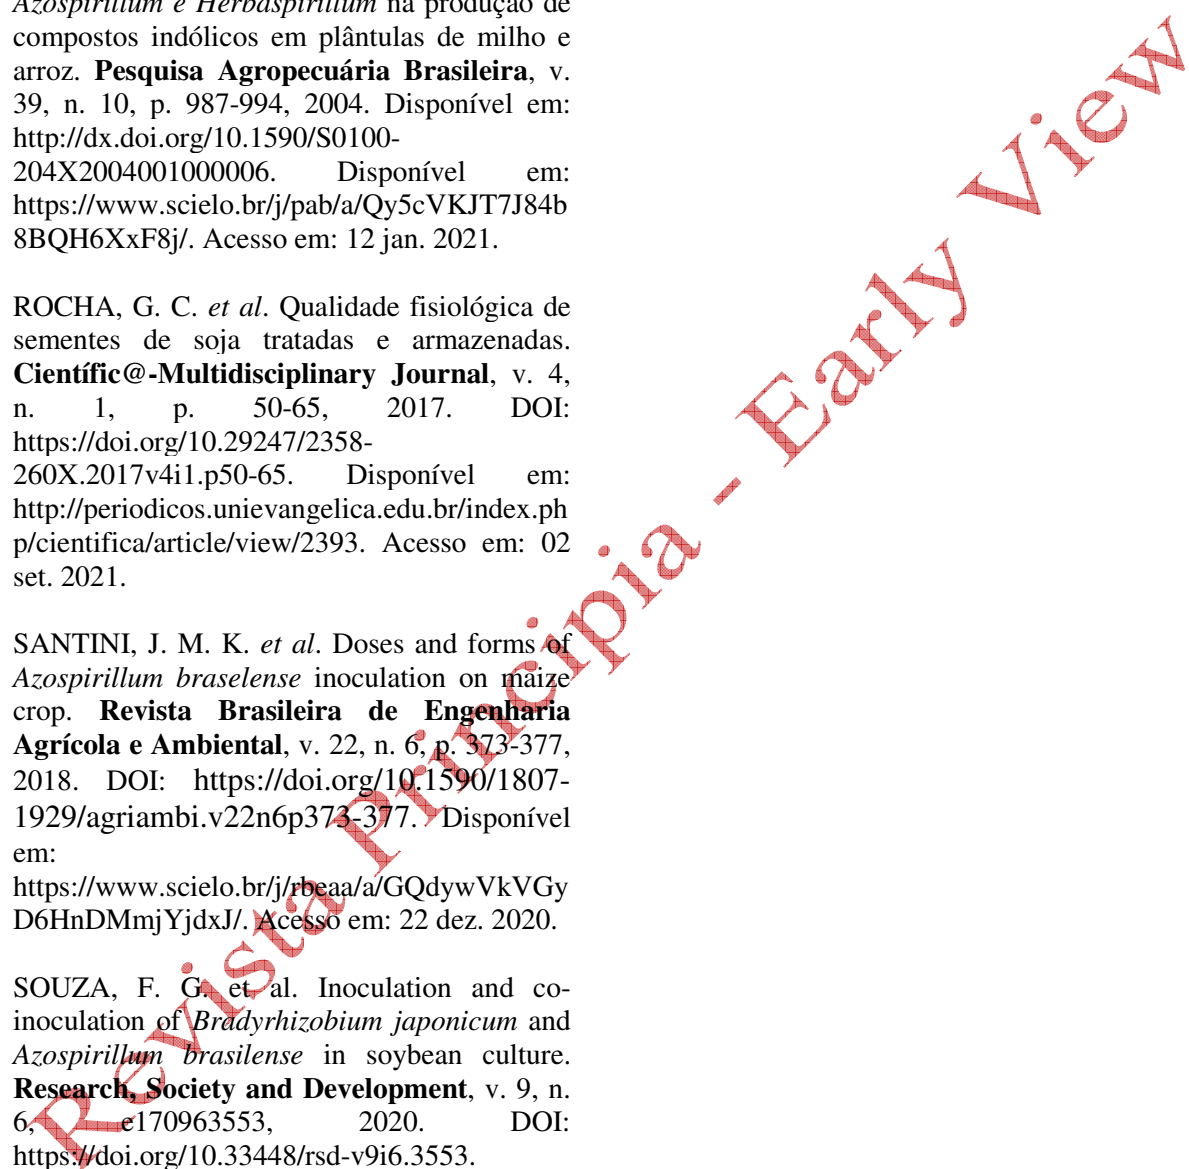 Azospirillum e Herbaspirillum na produção de
compostos indólicos em plântulas de milho e
arroz. Pesquisa Agropecuária Brasileira, v.
39, n. 10, p. 987-994, 2004. Disponível em:
http://dx.doi.org/10.1590/S0100-
204X2004001000006. Disponível em:
https://www.scielo.br/j/pab/a/Qy5cVKJT7J84b
8BQH6XxF8j/. Acesso em: 12 jan. 2021.
ROCHA, G. C. et al. Qualidade fisiológica de
sementes de soja tratadas e armazenadas.
Científic@-Multidisciplinary Journal, v. 4,
n. 1, p. 50-65, 2017. DOI:
https://doi.org/10.29247/2358-
260X.2017v4i1.p50-65. Disponível em:
http://periodicos.unievangelica.edu.br/index.ph
p/cientifica/article/view/2393. Acesso em: 02
set. 2021.
SANTINI, J. M. K. et al. Doses and forms of
Azospirillum braselense inoculation on maize
crop. Revista Brasileira de Engenharia
Agrícola e Ambiental, v. 22, n. 6, p. 373-377,
2018. DOI: https://doi.org/10.1590/1807-
1929/agriambi.v22n6p373-377. Disponível
em:
https://www.scielo.br/j/rbeaa/a/GQdywVkVGy
D6HnDMmjYjdxJ/. Acesso em: 22 dez. 2020.
SOUZA, F. G. et al. Inoculation and co-
inoculation of Bradyrhizobium japonicum and
Azospirillum brasilense in soybean culture.
Research, Society and Development, v. 9, n.
6, e170963553, 2020. DOI:
https://doi.org/10.33448/rsd-v9i6.3553.
Revista Principia - Early View